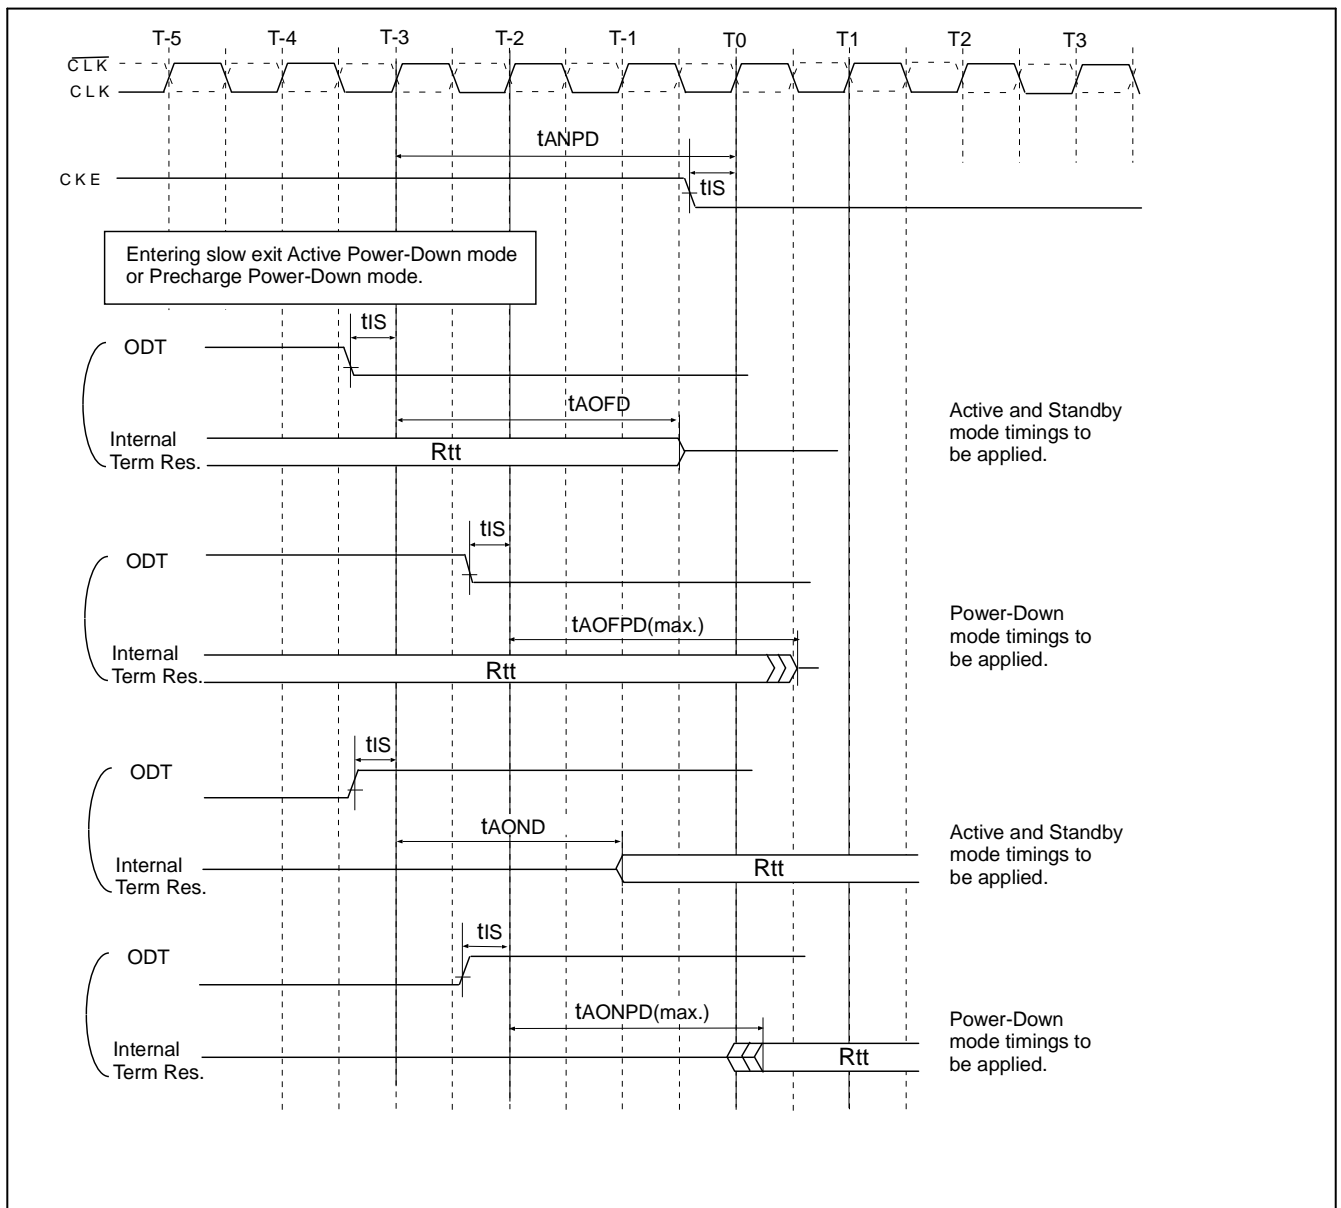 T-5 T-4 T-3 T-2 T-1 T0 T1 T2 T3
CLK
CLK
tANPD
CKE
tIS
Entering slow exit Active Power-Down mode
or Precharge Power-Down mode.
tIS
ODT
tAOFD
Internal
Term Res.
Rtt
Active and Standby
mode timings to
be applied.
tIS
ODT
tAOFPD(max.)
Internal
Term Res.
Rtt
Power-Down
mode timings to
be applied.
tIS
ODT
tAOND
Internal
Term Res.
Rtt
Active and Standby
mode timings to
be applied.
tIS
ODT
tAONPD(max.)
Internal
Term Res.
Rtt
Power-Down
mode timings to
be applied.